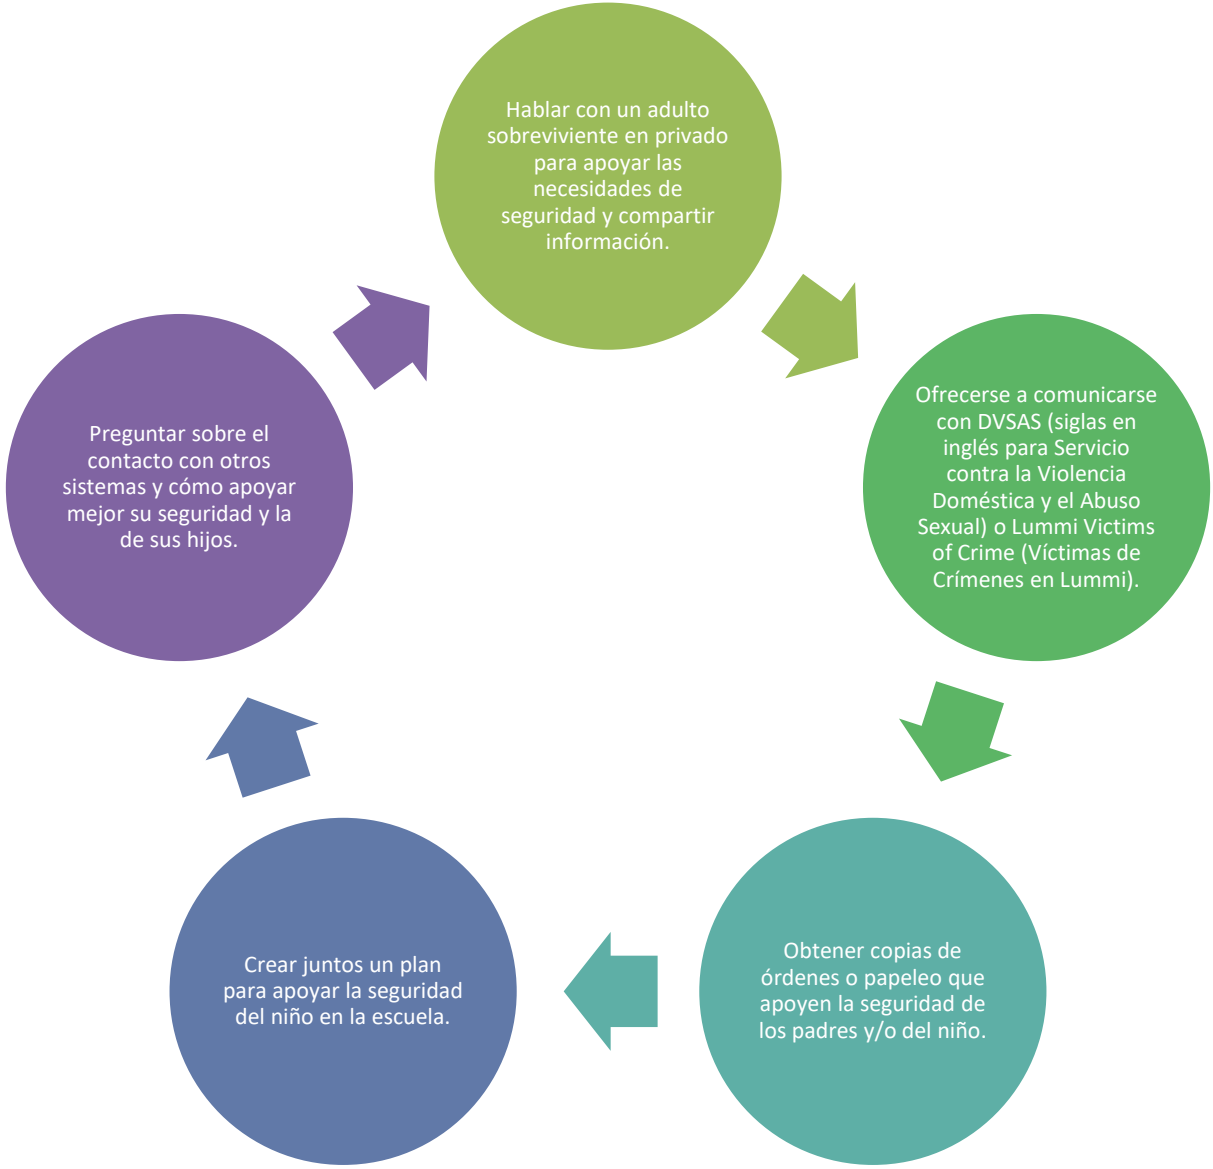 Hablar con un adulto
sobreviviente en privado
para apoyar las
necesidades de
seguridad y compartir
información.
Ofrecerse a comunicarse
con DVSAS (siglas en
inglés para Servicio
contra la Violencia
Doméstica y el Abuso
Sexual) o Lummi Victims
of Crime (Víctimas de
Crímenes en Lummi).
Obtener copias de
órdenes o papeleo que
apoyen la seguridad de
los padres y/o del niño.
Crear juntos un plan
para apoyar la seguridad
del niño en la escuela.
Preguntar sobre el
contacto con otros
sistemas y cómo apoyar
mejor su seguridad y la
de sus hijos.